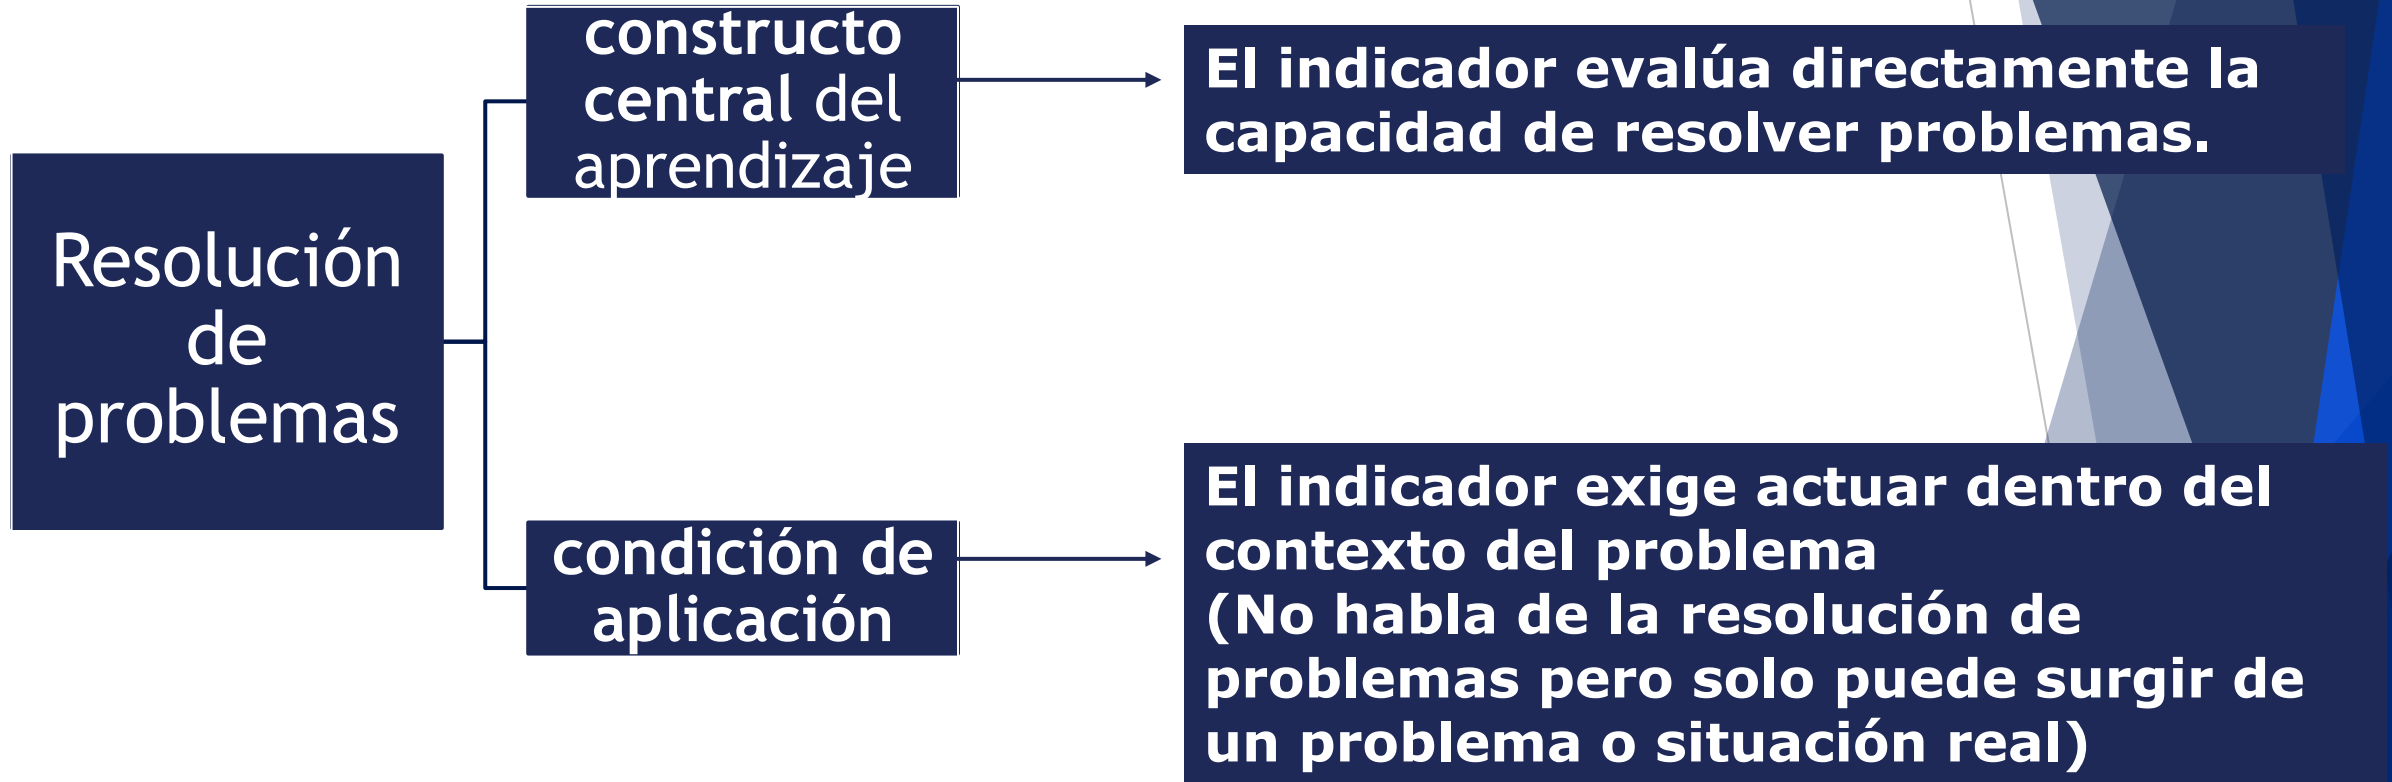 Resolución
de
problemas
constructo
central del
aprendizaje
El indicador evalúa directamente la
capacidad de resolver problemas.
condición de
aplicación
El indicador exige actuar dentro del
contexto del problema
(No habla de la resolución de
problemas pero solo puede surgir de
un problema o situación real)